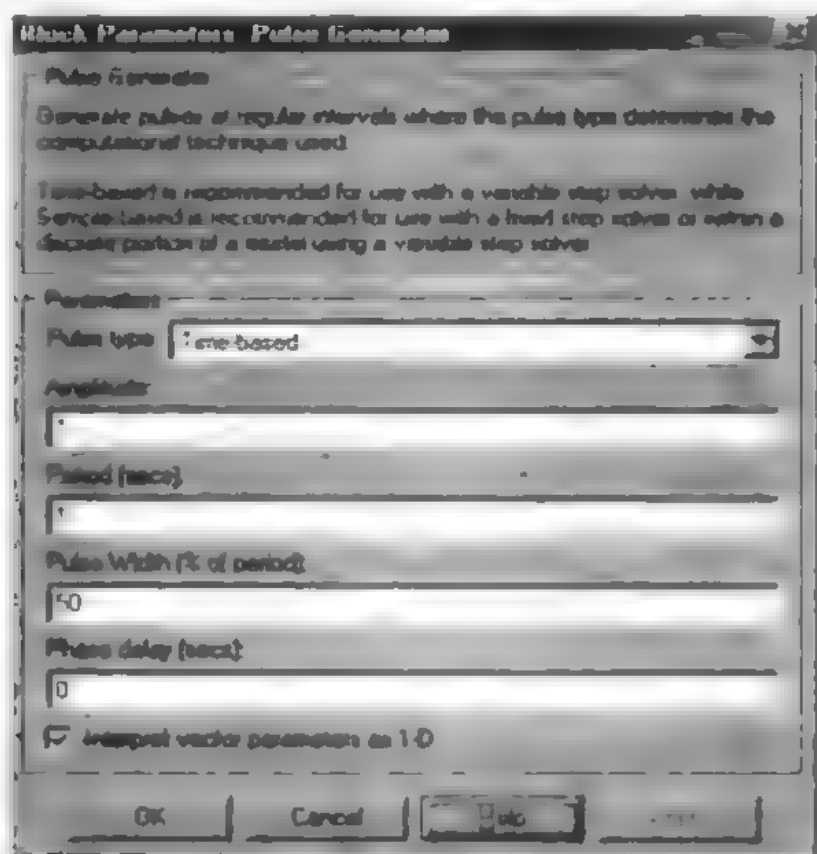 Block Parameters: Pulse Generator
Pulse Generator
Generate pulses at regular intervals where the pulse type determines the
computational technique used.
Time-based is recommended for use with a variable step solver, while
Sample-based is recommended for use with a fixed step solver or within a
discrete portion of a model using a variable step solver.
Parameters
Pulse type: Time-based
Amplitude:
Period (secs):
Pulse Width (% of period):
50
Phase delay (secs):
0
Interpret vector parameters as 1-D
OK Cancel Help